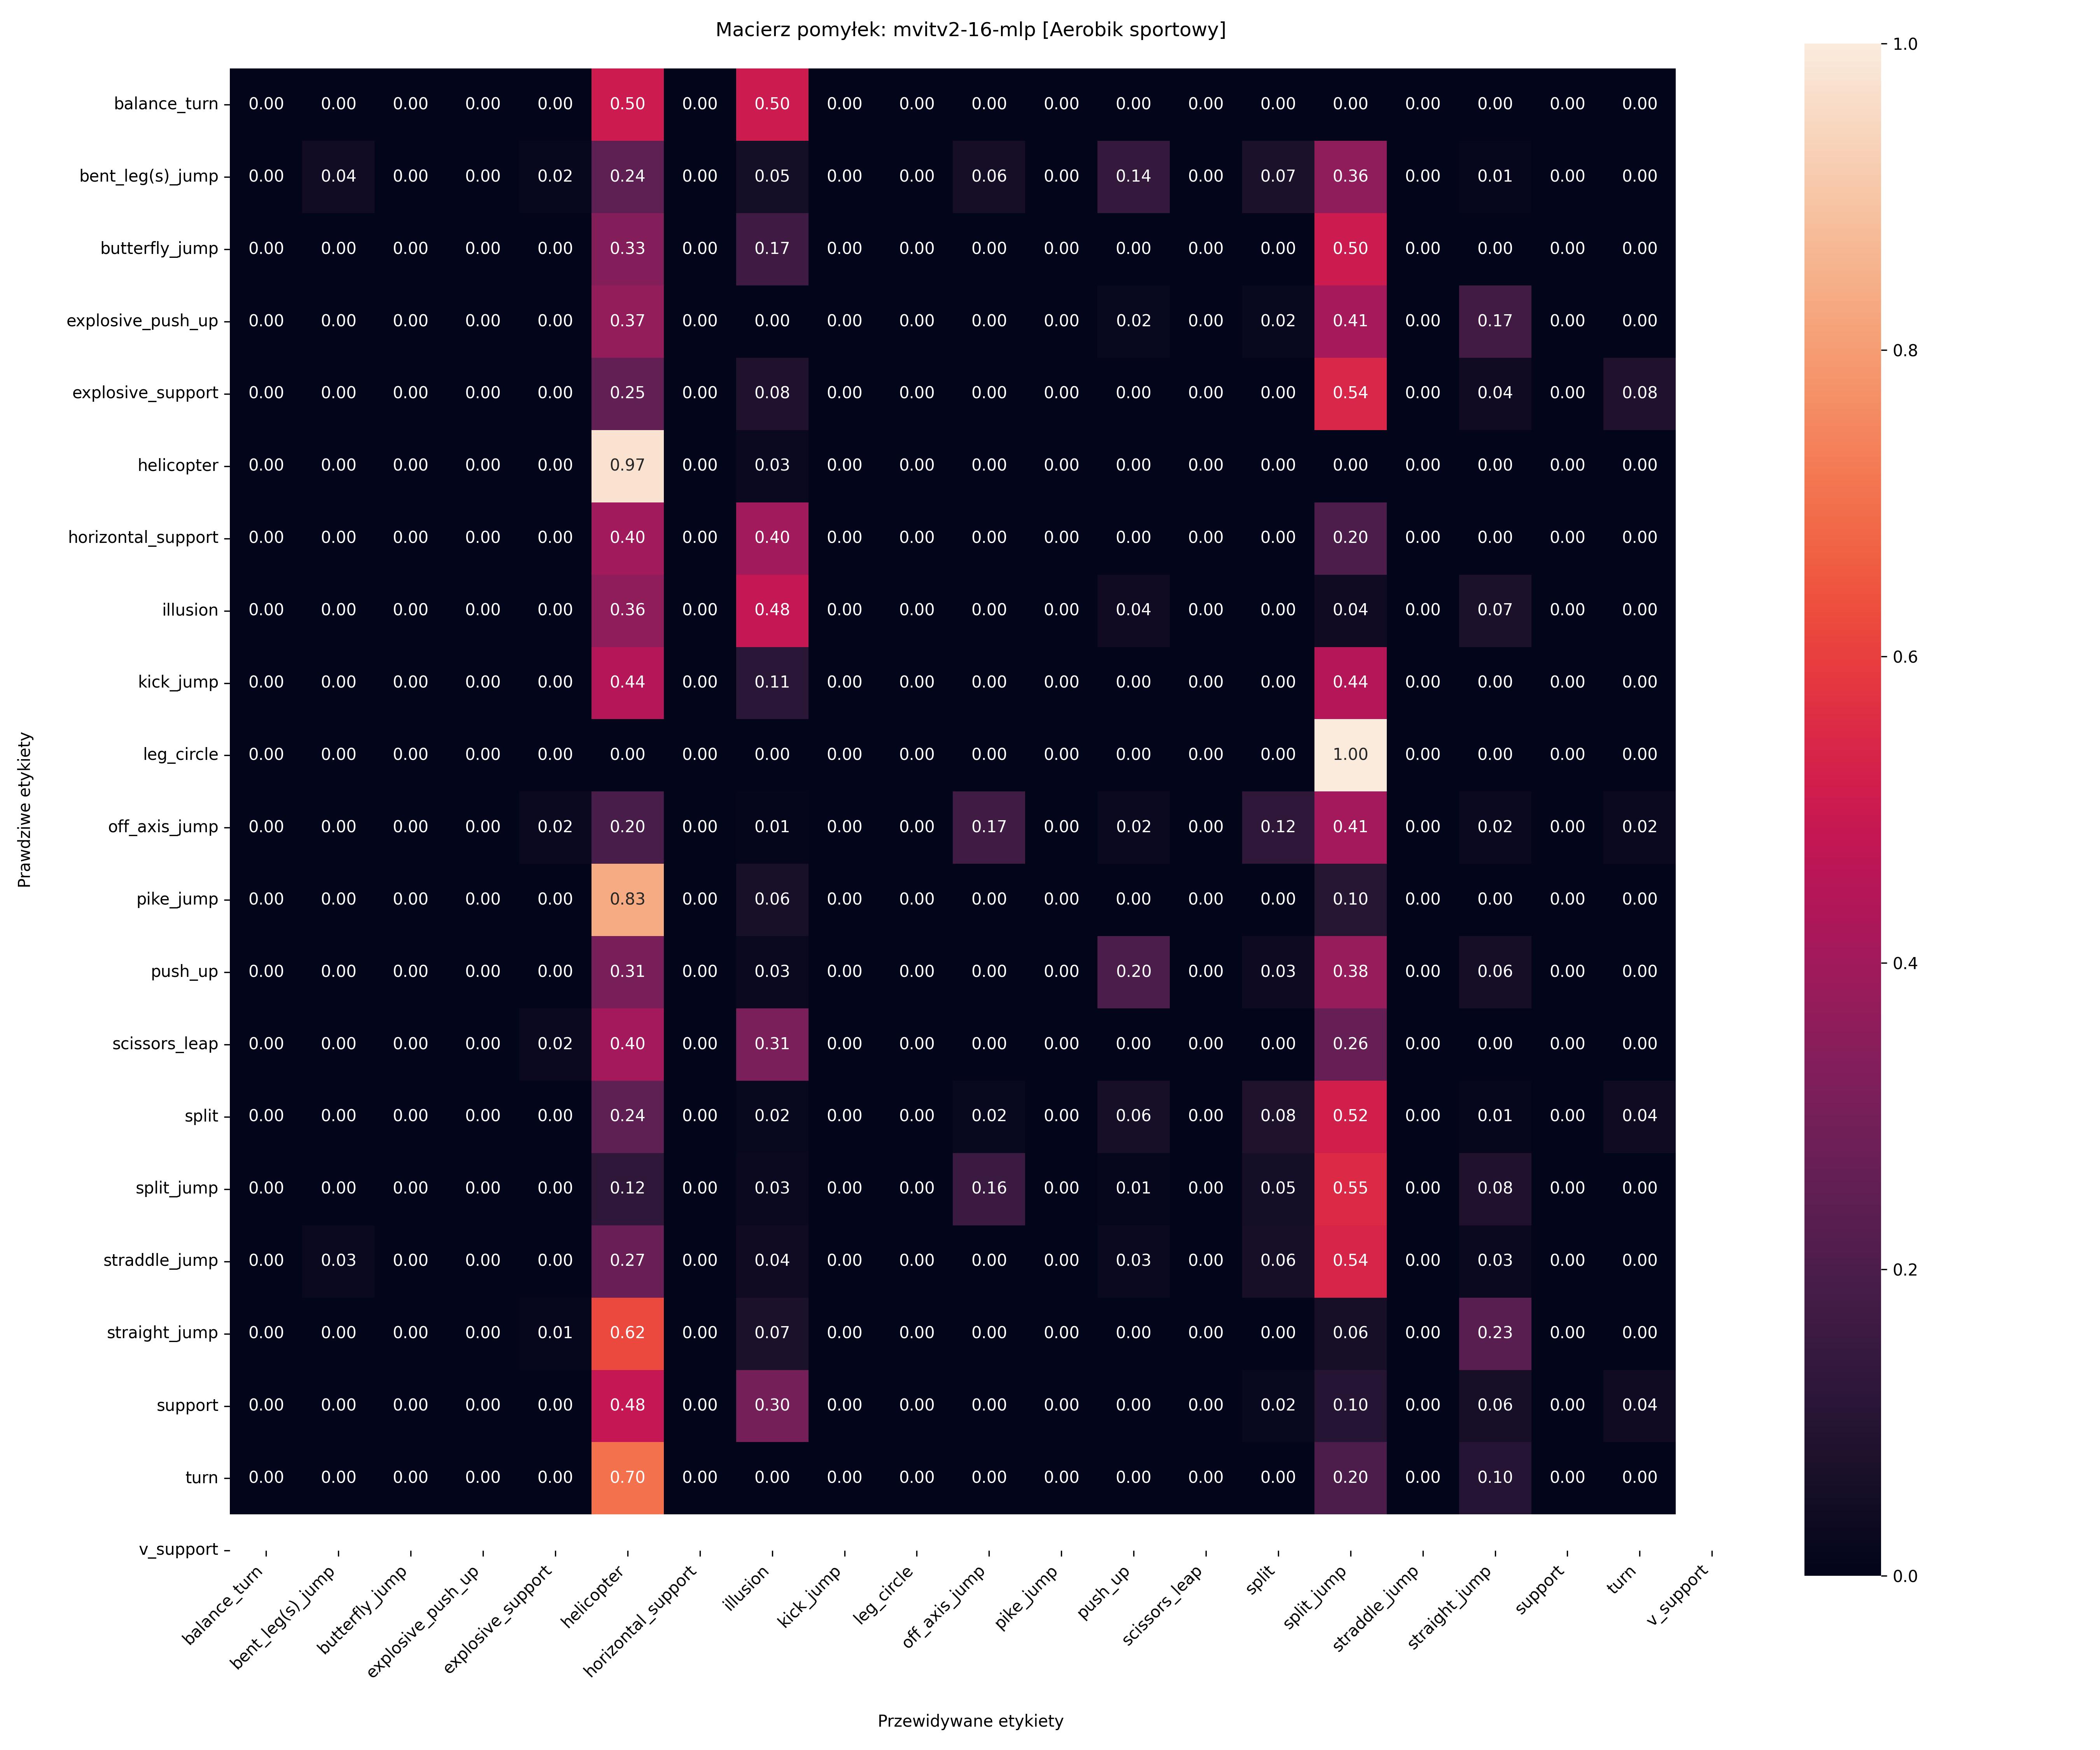 Macierz pomyłek: mvitv2-16-mlp [Aerobik sportowy]
1.0
balance_turn 0.00 0.00 0.00 0.00 0.00 0.50 0.00 0.50 0.00 0.00 0.00 0.00 0.00 0.00 0.00 0.00 0.00 0.00 0.00 0.00
bent_leg(s)_jump 0.00 0.04 0.00 0.00 0.02 0.24 0.00 0.05 0.00 0.00 0.06 0.00 0.14 0.00 0.07 0.36 0.00 0.01 0.00 0.00
butterfly_jump 0.00 0.00 0.00 0.00 0.00 0.33 0.00 0.17 0.00 0.00 0.00 0.00 0.00 0.00 0.00 0.50 0.00 0.00 0.00 0.00
explosive_push_up 0.00 0.00 0.00 0.00 0.00 0.37 0.00 0.00 0.00 0.00 0.00 0.00 0.02 0.00 0.02 0.41 0.00 0.17 0.00 0.00
0.8
explosive_support 0.00 0.00 0.00 0.00 0.00 0.25 0.00 0.08 0.00 0.00 0.00 0.00 0.00 0.00 0.00 0.54 0.00 0.04 0.00 0.08
helicopter 0.00 0.00 0.00 0.00 0.00 0.97 0.00 0.03 0.00 0.00 0.00 0.00 0.00 0.00 0.00 0.00 0.00 0.00 0.00 0.00
horizontal_support 0.00 0.00 0.00 0.00 0.00 0.40 0.00 0.40 0.00 0.00 0.00 0.00 0.00 0.00 0.00 0.20 0.00 0.00 0.00 0.00
illusion 0.00 0.00 0.00 0.00 0.00 0.36 0.00 0.48 0.00 0.00 0.00 0.00 0.04 0.00 0.00 0.04 0.00 0.07 0.00 0.00
0.6
kick_jump 0.00 0.00 0.00 0.00 0.00 0.44 0.00 0.11 0.00 0.00 0.00 0.00 0.00 0.00 0.00 0.44 0.00 0.00 0.00 0.00
leg_circle 0.00 0.00 0.00 0.00 0.00 0.00 0.00 0.00 0.00 0.00 0.00 0.00 0.00 0.00 0.00 1.00 0.00 0.00 0.00 0.00
Prawdziwe etykiety
off_axis_jump 0.00 0.00 0.00 0.00 0.02 0.20 0.00 0.01 0.00 0.00 0.17 0.00 0.02 0.00 0.12 0.41 0.00 0.02 0.00 0.02
pike_jump 0.00 0.00 0.00 0.00 0.00 0.83 0.00 0.06 0.00 0.00 0.00 0.00 0.00 0.00 0.00 0.10 0.00 0.00 0.00 0.00
0.4
push_up 0.00 0.00 0.00 0.00 0.00 0.31 0.00 0.03 0.00 0.00 0.00 0.00 0.20 0.00 0.03 0.38 0.00 0.06 0.00 0.00
scissors_leap 0.00 0.00 0.00 0.00 0.02 0.40 0.00 0.31 0.00 0.00 0.00 0.00 0.00 0.00 0.00 0.26 0.00 0.00 0.00 0.00
split 0.00 0.00 0.00 0.00 0.00 0.24 0.00 0.02 0.00 0.00 0.02 0.00 0.06 0.00 0.08 0.52 0.00 0.01 0.00 0.04
split_jump 0.00 0.00 0.00 0.00 0.00 0.12 0.00 0.03 0.00 0.00 0.16 0.00 0.01 0.00 0.05 0.55 0.00 0.08 0.00 0.00
straddle_jump 0.00 0.03 0.00 0.00 0.00 0.27 0.00 0.04 0.00 0.00 0.00 0.00 0.03 0.00 0.06 0.54 0.00 0.03 0.00 0.00
0.2
straight_jump 0.00 0.00 0.00 0.00 0.01 0.62 0.00 0.07 0.00 0.00 0.00 0.00 0.00 0.00 0.00 0.06 0.00 0.23 0.00 0.00
support 0.00 0.00 0.00 0.00 0.00 0.48 0.00 0.30 0.00 0.00 0.00 0.00 0.00 0.00 0.02 0.10 0.00 0.06 0.00 0.04
turn 0.00 0.00 0.00 0.00 0.00 0.70 0.00 0.00 0.00 0.00 0.00 0.00 0.00 0.00 0.00 0.20 0.00 0.10 0.00 0.00
v_support
0.0
balance_turn
bent_leg(s)_jump
butterfly_jump
explosive_push_up
explosive_support
helicopter
horizontal_support
illusion
kick_jump
leg_circle
off_axis_jump
pike_jump
push_up
scissors_leap
split
split_jump
straddle_jump
straight_jump
support
turn
v_support
Przewidywane etykiety